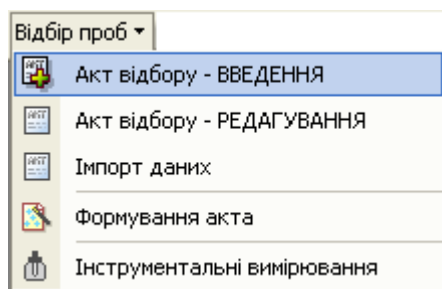 Відбір проб
Акт відбору - ВВЕДЕННЯ
Акт відбору - РЕДАГУВАННЯ
Імпорт даних
Формування акта
Інструментальні вимірювання